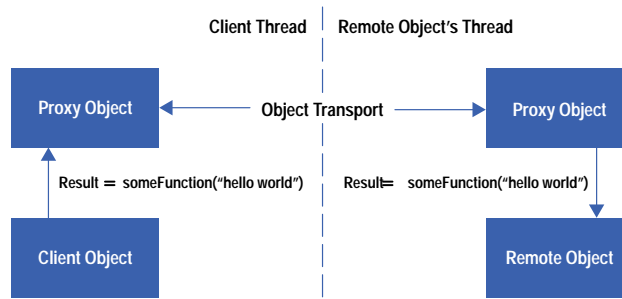 Client Thread
Remote Object's Thread
Proxy Object
Object Transport
Proxy Object
Result = someFunction("hello world")
Result= someFunction("hello world")
Client Object
Remote Object